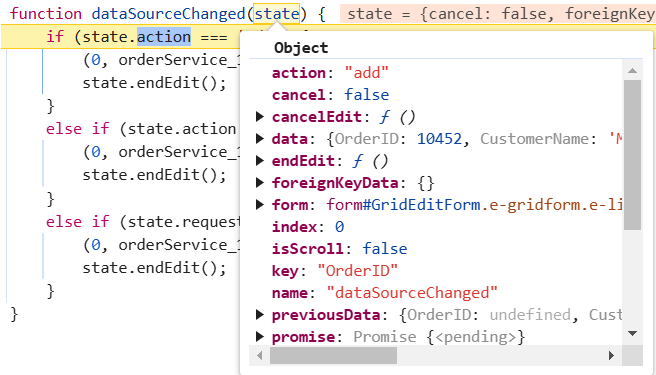 function dataSourceChanged(state) { state = {cancel: false, foreignKey
if (state.action ===
(0, orderService_1
state.endEdit();
}
else if (state.action
(0, orderService_1
state.endEdit();
}
else if (state.request
(0, orderService_1
state.endEdit();
}
}
Object
action: "add"
cancel: false
cancelEdit: ƒ ()
data: {OrderID: 10452, CustomerName: 'M
endEdit: ƒ ()
foreignKeyData: {}
form: form#GridEditForm.e-gridform.e-li
index: 0
isScroll: false
key: "OrderID"
name: "dataSourceChanged"
previousData: {OrderID: undefined, Cust
promise: Promise {<pending>}